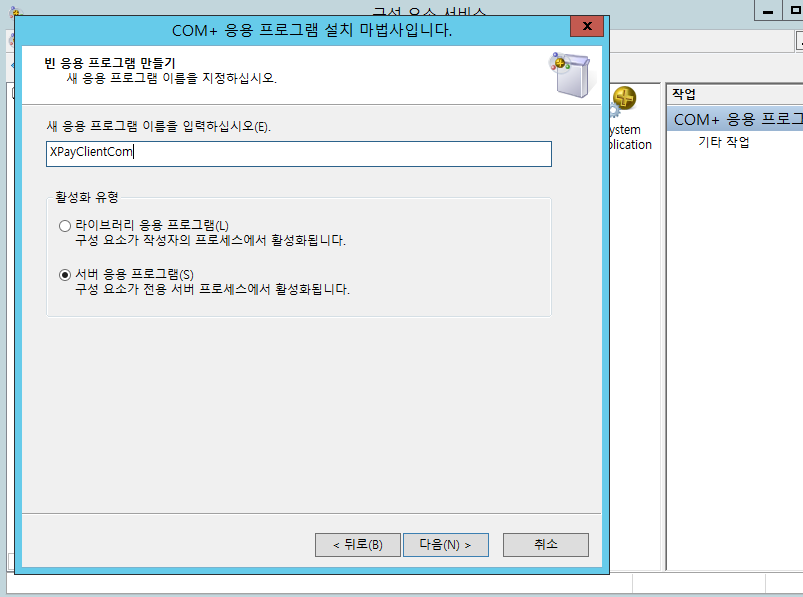 구성 요소 서비스
COM+ 응용 프로그램 설치 마법사입니다.
x
빈 응용 프로그램 만들기
새 응용 프로그램 이름을 지정하십시오.
새 응용 프로그램 이름을 입력하십시오(E).
XPayClientCom
활성화 유형
라이브러리 응용 프로그램(L)
구성 요소가 작성자의 프로세스에서 활성화됩니다.
서버 응용 프로그램(S)
구성 요소가 전용 서버 프로세스에서 활성화됩니다.
< 뒤로(B)
다음(N) >
취소
ystem
plication
작업
COM+ 응용 프로그
기타 작업